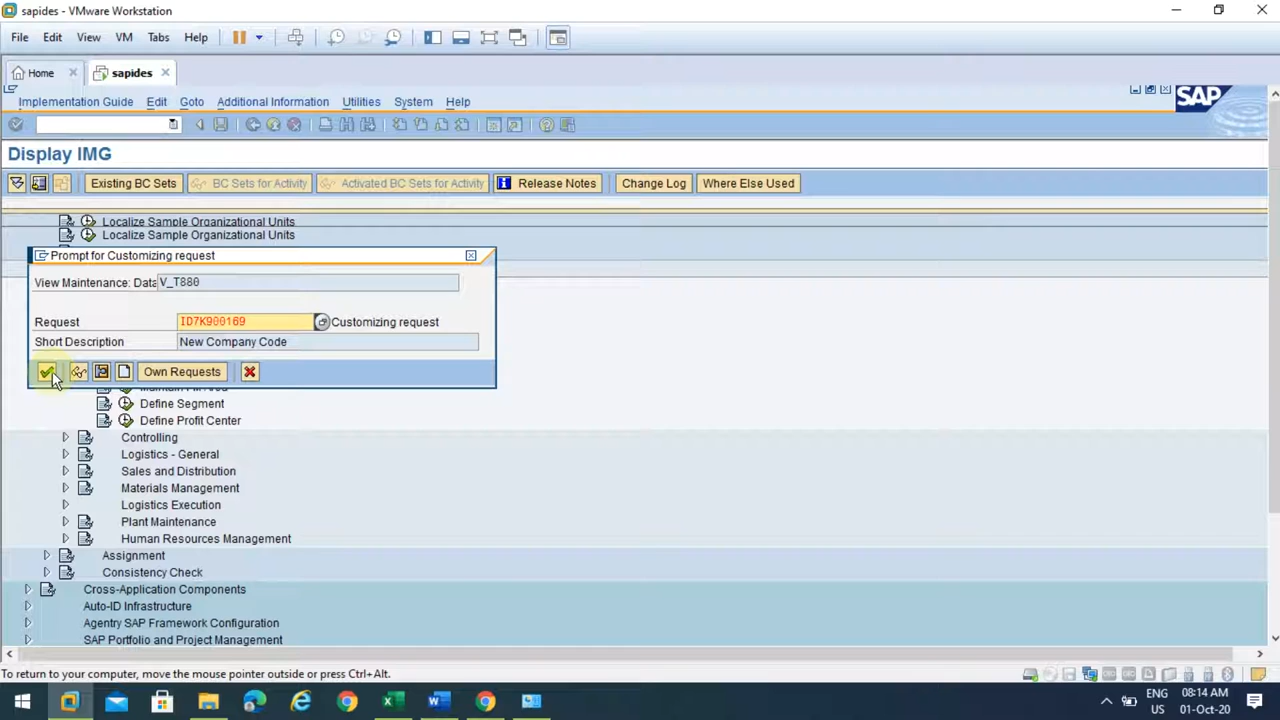 sapides - VMware Workstation
File Edit View VM Tabs Help
Home sapides
Implementation Guide Edit Goto Additional Information Utilities System Help
SAP
Display IMG
Existing BC Sets BC Sets for Activity Activated BC Sets for Activity Release Notes Change Log Where Else Used
Localize Sample Organizational Units
Localize Sample Organizational Units
Prompt for Customizing request
View Maintenance: Data V_T880
Request ID7K900169 Customizing request
Short Description New Company Code
Own Requests
Define Segment
Define Profit Center
Controlling
Logistics - General
Sales and Distribution
Materials Management
Logistics Execution
Plant Maintenance
Human Resources Management
Assignment
Consistency Check
Cross-Application Components
Auto-ID Infrastructure
Agentry SAP Framework Configuration
SAP Portfolio and Project Management
To return to your computer, move the mouse pointer outside or press Ctrl+Alt.
ENG 08:14 AM
US 01-Oct-20